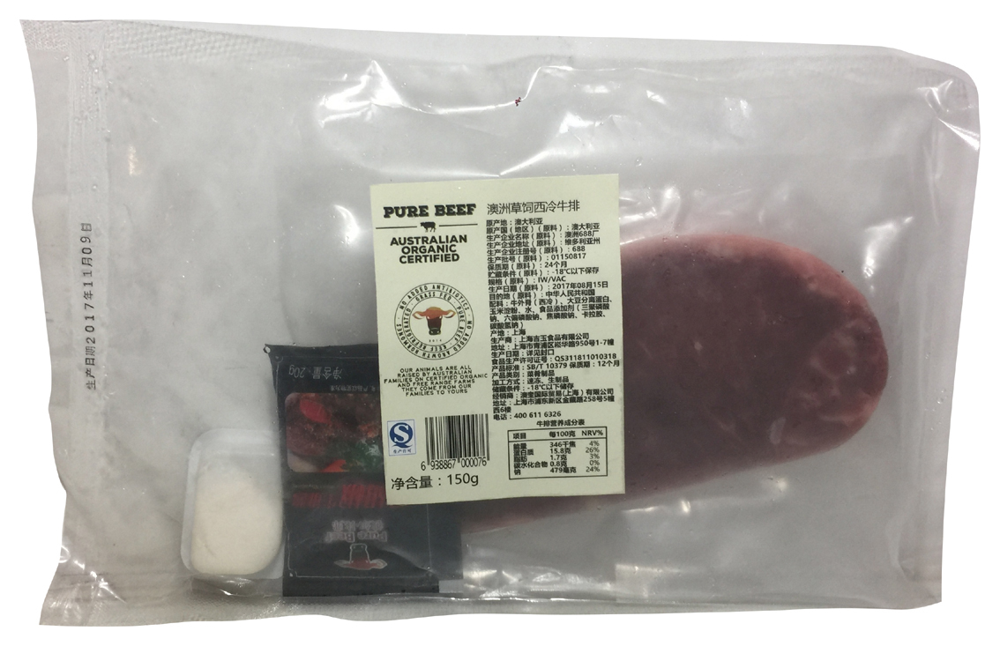 生产日期2017年11月09日
PURE BEEF
AUSTRALIAN
ORGANIC
CERTIFIED
NO ADDED ANTIBIOTICS · NO ADDED GROWTH HORMONES
GRASS FED · PURE BEEF
OUR ANIMALS ARE ALL
RAISED BY AUSTRALIAN
FAMILIES ON CERTIFIED ORGANIC
AND FREE RANGE FARMS
THEY COME FROM OUR
FAMILIES TO YOURS
生产许可
6 938867 000076
净含量：150g
澳洲草饲西冷牛排
原产地：澳大利亚
原产国（地区）（原料）：澳大利亚
生产企业名称（原料）：澳洲688厂
生产企业地址（原料）：维多利亚州
生产企业注册号（原料）：688
生产批号（原料）：01150817
保质期（原料）：24个月
贮藏条件（原料）：-18℃以下保存
规格（原料）：IW/VAC
生产日期（原料）：2017年08月15日
目的地（原料）：中华人民共和国
配料：牛外脊（西冷）、大豆分离蛋白、
玉米淀粉、水、食品添加剂（三聚磷酸
钠、六偏磷酸钠、焦磷酸钠、卡拉胶、
碳酸氢钠）
产地：上海
生产商：上海吉玉食品有限公司
地址：上海市青浦区崧华路950号1-7幢
生产日期：详见封口
食品生产许可证号：QS311811010318
产品标准：SB/T 10379 保质期：12个月
产品类别：菜肴制品
加工方式：速冻、生制品
储藏条件：-18℃以下储存
经销商：澳玺国际贸易(上海）有限公司
地址：上海市浦东新区金藏路258号5幢
西6楼
电话：400 611 6326
牛排营养成分表
项目 每100克 NRV%
能量 346千焦 4%
蛋白质 15.8克 26%
脂肪 1.7克 3%
碳水化合物 0.8克 0%
钠 479毫克 24%
净含量:20g
Pure Beef